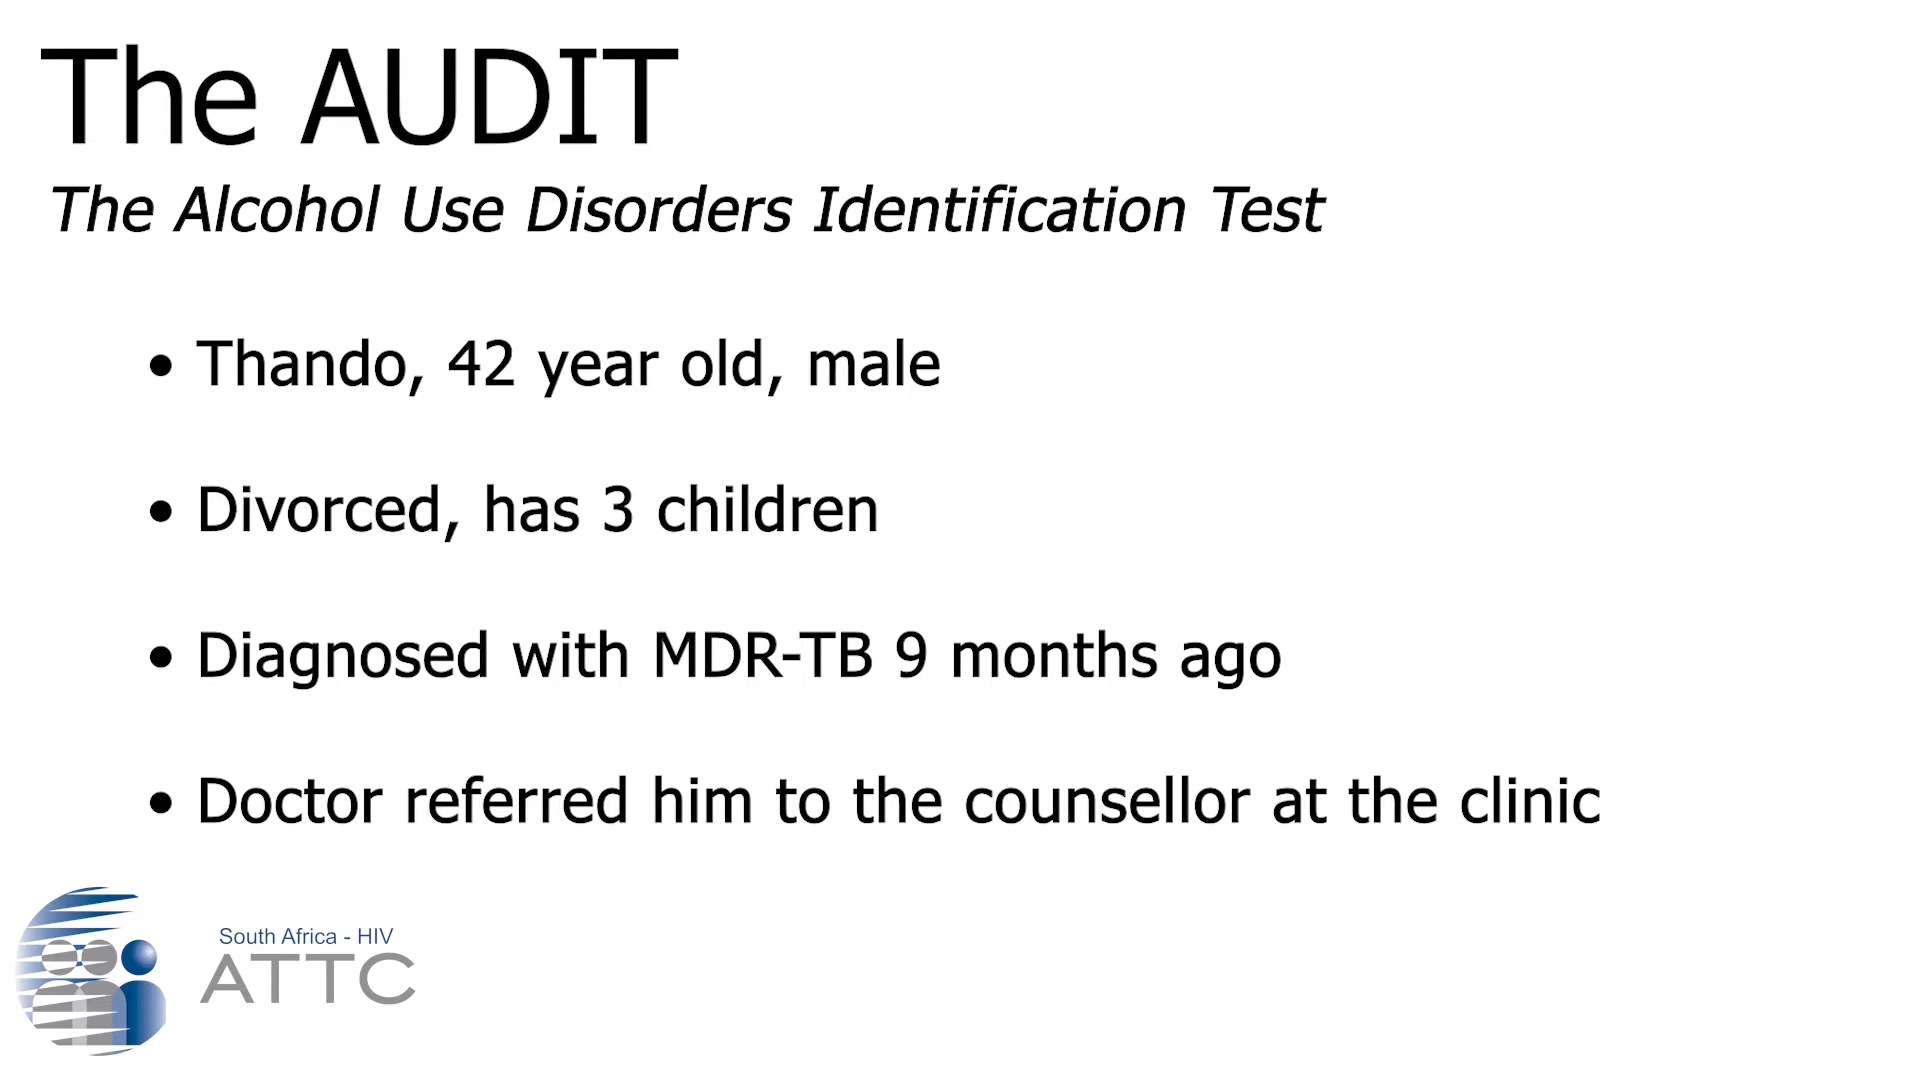 The AUDIT
The Alcohol Use Disorders Identification Test
• Thando, 42 year old, male
• Divorced, has 3 children
• Diagnosed with MDR-TB 9 months ago
• Doctor referred him to the counsellor at the clinic
South Africa - HIV
ATTC